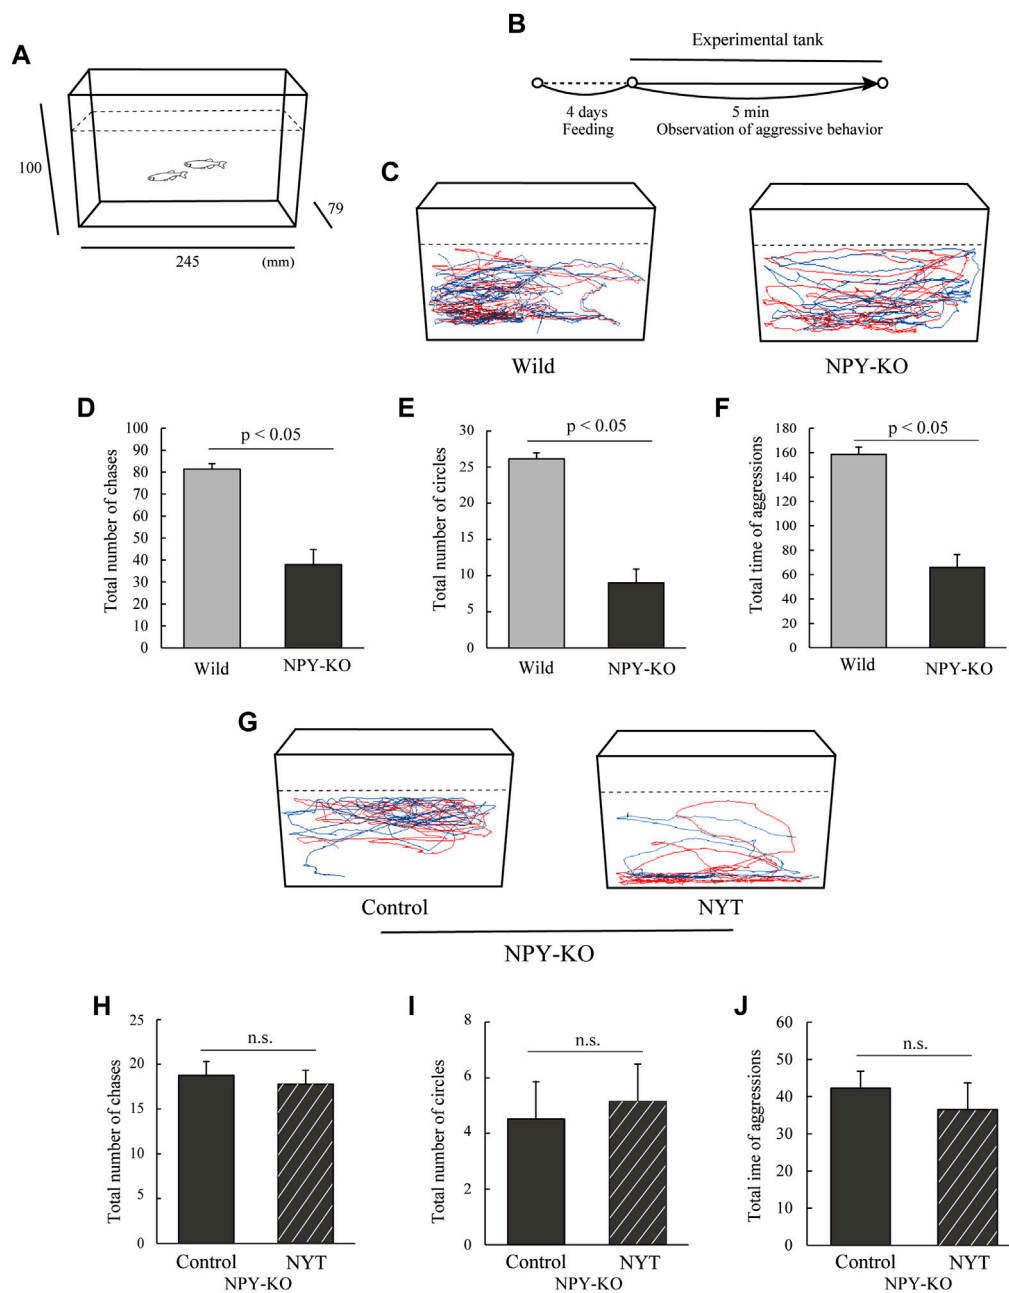 A
100
79
245
(mm)
B
Experimental tank
4 days
Feeding
5 min
Observation of aggressive behavior
C
Wild
NPY-KO
D
Total number of chases
100
90
80
70
60
50
40
30
20
10
0
p < 0.05
Wild
NPY-KO
E
Total number of circles
30
25
20
15
10
5
0
p < 0.05
Wild
NPY-KO
F
Total time of aggressions
180
160
140
120
100
80
60
40
20
0
p < 0.05
Wild
NPY-KO
G
Control
NYT
NPY-KO
H
Total number of chases
25
20
15
10
5
0
n.s.
Control
NYT
NPY-KO
I
Total number of circles
8
6
4
2
0
n.s.
Control
NYT
NPY-KO
J
Total ime of aggressions
60
50
40
30
20
10
0
n.s.
Control
NYT
NPY-KO